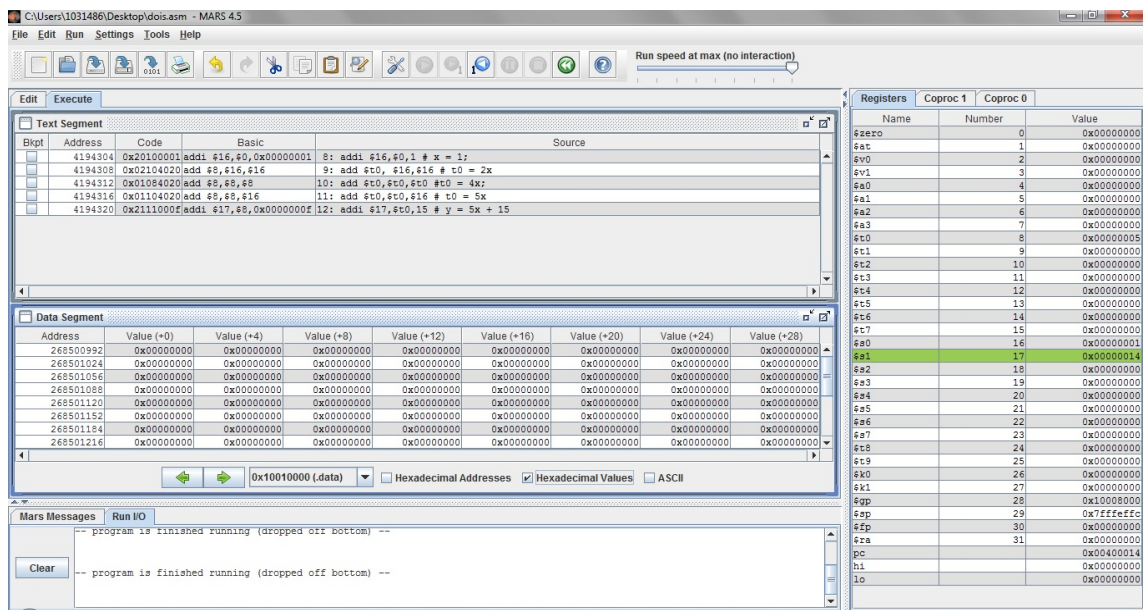 C:\Users\1031486\Desktop\dois.asm - MARS 4.5
File Edit Run Settings Tools Help
Run speed at max (no interaction)
Edit Execute
Text Segment
Bkpt Address Code Basic Source
4194304 0x20100001 addi $16,$0,0x00000001 8: addi $16,$0,1 # x = 1;
4194308 0x02104020 add $8,$16,$16 9: add $t0, $16,$16 # t0 = 2x
4194312 0x01084020 add $8,$8,$8 10: add $t0,$t0,$t0 #t0 = 4x;
4194316 0x01104020 add $8,$8,$16 11: add $t0,$t0,$16 # t0 = 5x
4194320 0x2111000f addi $17,$8,0x0000000f 12: addi $17,$t0,15 # y = 5x + 15
Data Segment
Address Value (+0) Value (+4) Value (+8) Value (+12) Value (+16) Value (+20) Value (+24) Value (+28)
268500992 0x00000000 0x00000000 0x00000000 0x00000000 0x00000000 0x00000000 0x00000000 0x00000000
268501024 0x00000000 0x00000000 0x00000000 0x00000000 0x00000000 0x00000000 0x00000000 0x00000000
268501056 0x00000000 0x00000000 0x00000000 0x00000000 0x00000000 0x00000000 0x00000000 0x00000000
268501088 0x00000000 0x00000000 0x00000000 0x00000000 0x00000000 0x00000000 0x00000000 0x00000000
268501120 0x00000000 0x00000000 0x00000000 0x00000000 0x00000000 0x00000000 0x00000000 0x00000000
268501152 0x00000000 0x00000000 0x00000000 0x00000000 0x00000000 0x00000000 0x00000000 0x00000000
268501184 0x00000000 0x00000000 0x00000000 0x00000000 0x00000000 0x00000000 0x00000000 0x00000000
268501216 0x00000000 0x00000000 0x00000000 0x00000000 0x00000000 0x00000000 0x00000000 0x00000000
0x10010000 (.data) Hexadecimal Addresses Hexadecimal Values ASCII
Mars Messages Run I/O
-- program is finished running (dropped off bottom) --
Clear
-- program is finished running (dropped off bottom) --
Registers Coproc 1 Coproc 0
Name Number Value
$zero 0 0x00000000
$at 1 0x00000000
$v0 2 0x00000000
$v1 3 0x00000000
$a0 4 0x00000000
$a1 5 0x00000000
$a2 6 0x00000000
$a3 7 0x00000000
$t0 8 0x00000005
$t1 9 0x00000000
$t2 10 0x00000000
$t3 11 0x00000000
$t4 12 0x00000000
$t5 13 0x00000000
$t6 14 0x00000000
$t7 15 0x00000000
$s0 16 0x00000001
$s1 17 0x00000014
$s2 18 0x00000000
$s3 19 0x00000000
$s4 20 0x00000000
$s5 21 0x00000000
$s6 22 0x00000000
$s7 23 0x00000000
$t8 24 0x00000000
$t9 25 0x00000000
$k0 26 0x00000000
$k1 27 0x00000000
$gp 28 0x10008000
$sp 29 0x7fffeffc
$fp 30 0x00000000
$ra 31 0x00000000
pc 0x00400014
hi 0x00000000
lo 0x00000000